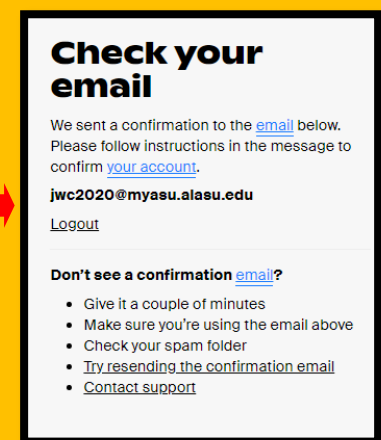 Check your
email
We sent a confirmation to the email below.
Please follow instructions in the message to
confirm your account.
jwc2020@myasu.alasu.edu
Logout
Don't see a confirmation email?
• Give it a couple of minutes
• Make sure you're using the email above
• Check your spam folder
• Try resending the confirmation email
• Contact support